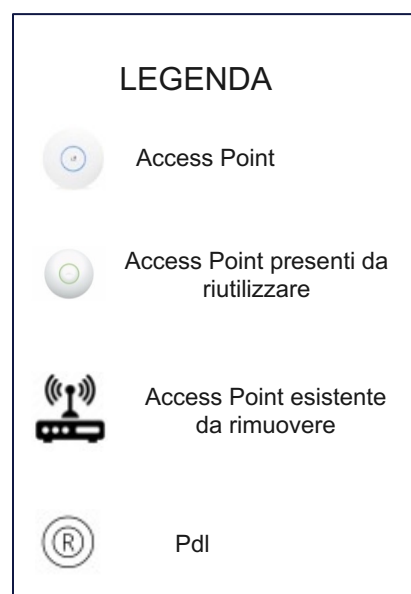 LEGENDA
Access Point
Access Point presenti da
riutilizzare
Access Point esistente
da rimuovere
R
Pdl